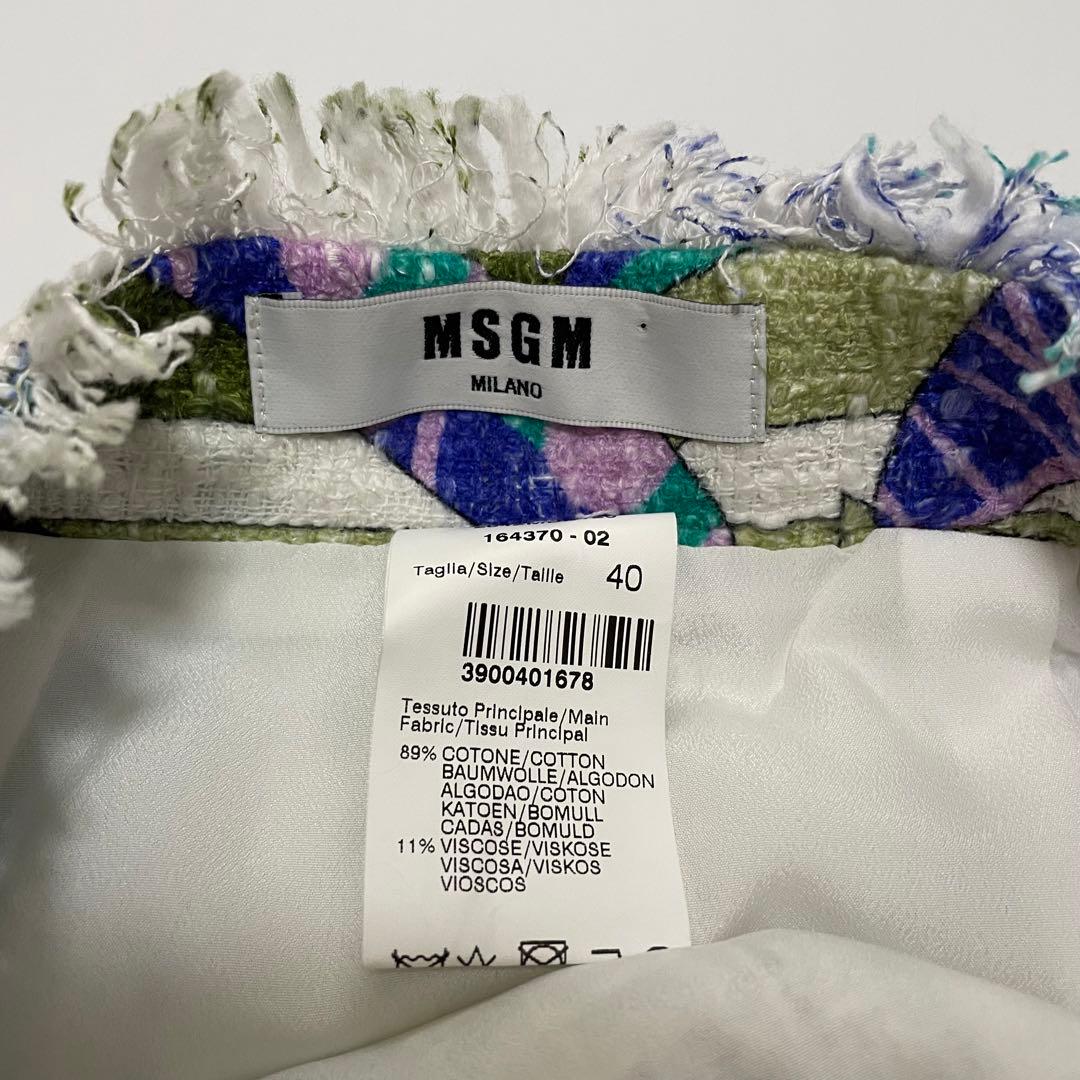 MSGM
MILANO
164370 - 02
Taglia/Size/Taille 40
3900401678
Tessuto Principale/Main
Fabric/Tissu Principal
89% COTONE/COTTON
BAUMWOLLE/ALGODON
ALGODAO/COTON
KATOEN/BOMULL
CADAS/BOMULD
11% VISCOSE/VISKOSE
VISCOSA/VISKOS
VIOSCOS